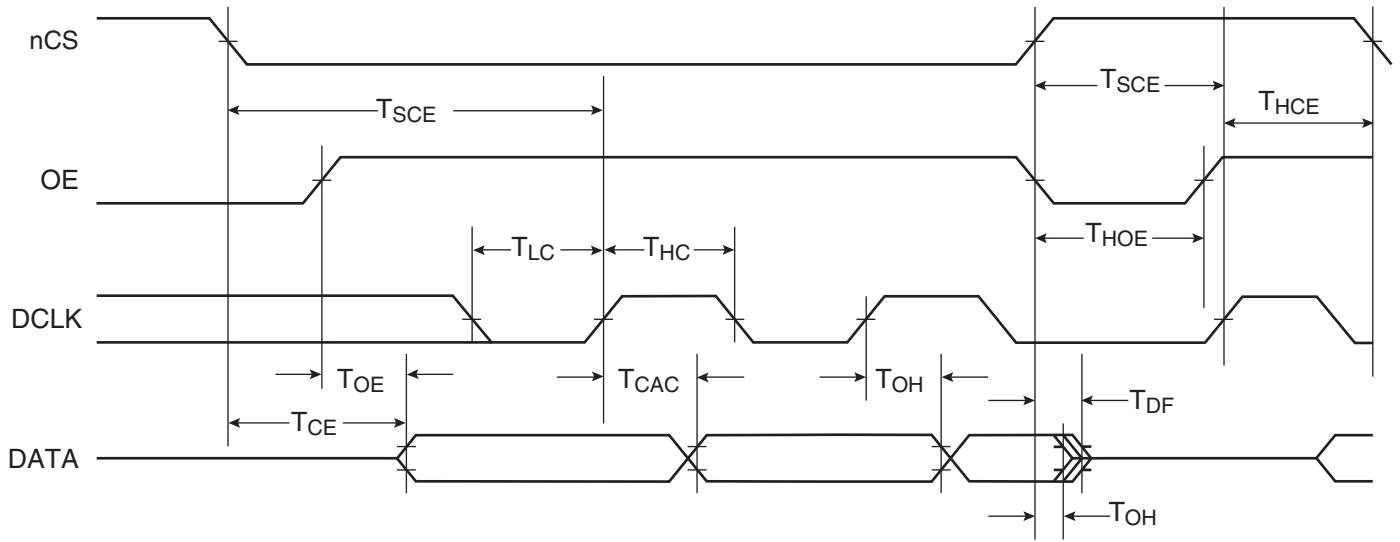 nCS
TSCE
TSCE
THCE
OE
TLC
THC
THOE
DCLK
TOE
TCAC
TOH
TDF
TCE
DATA
TOH